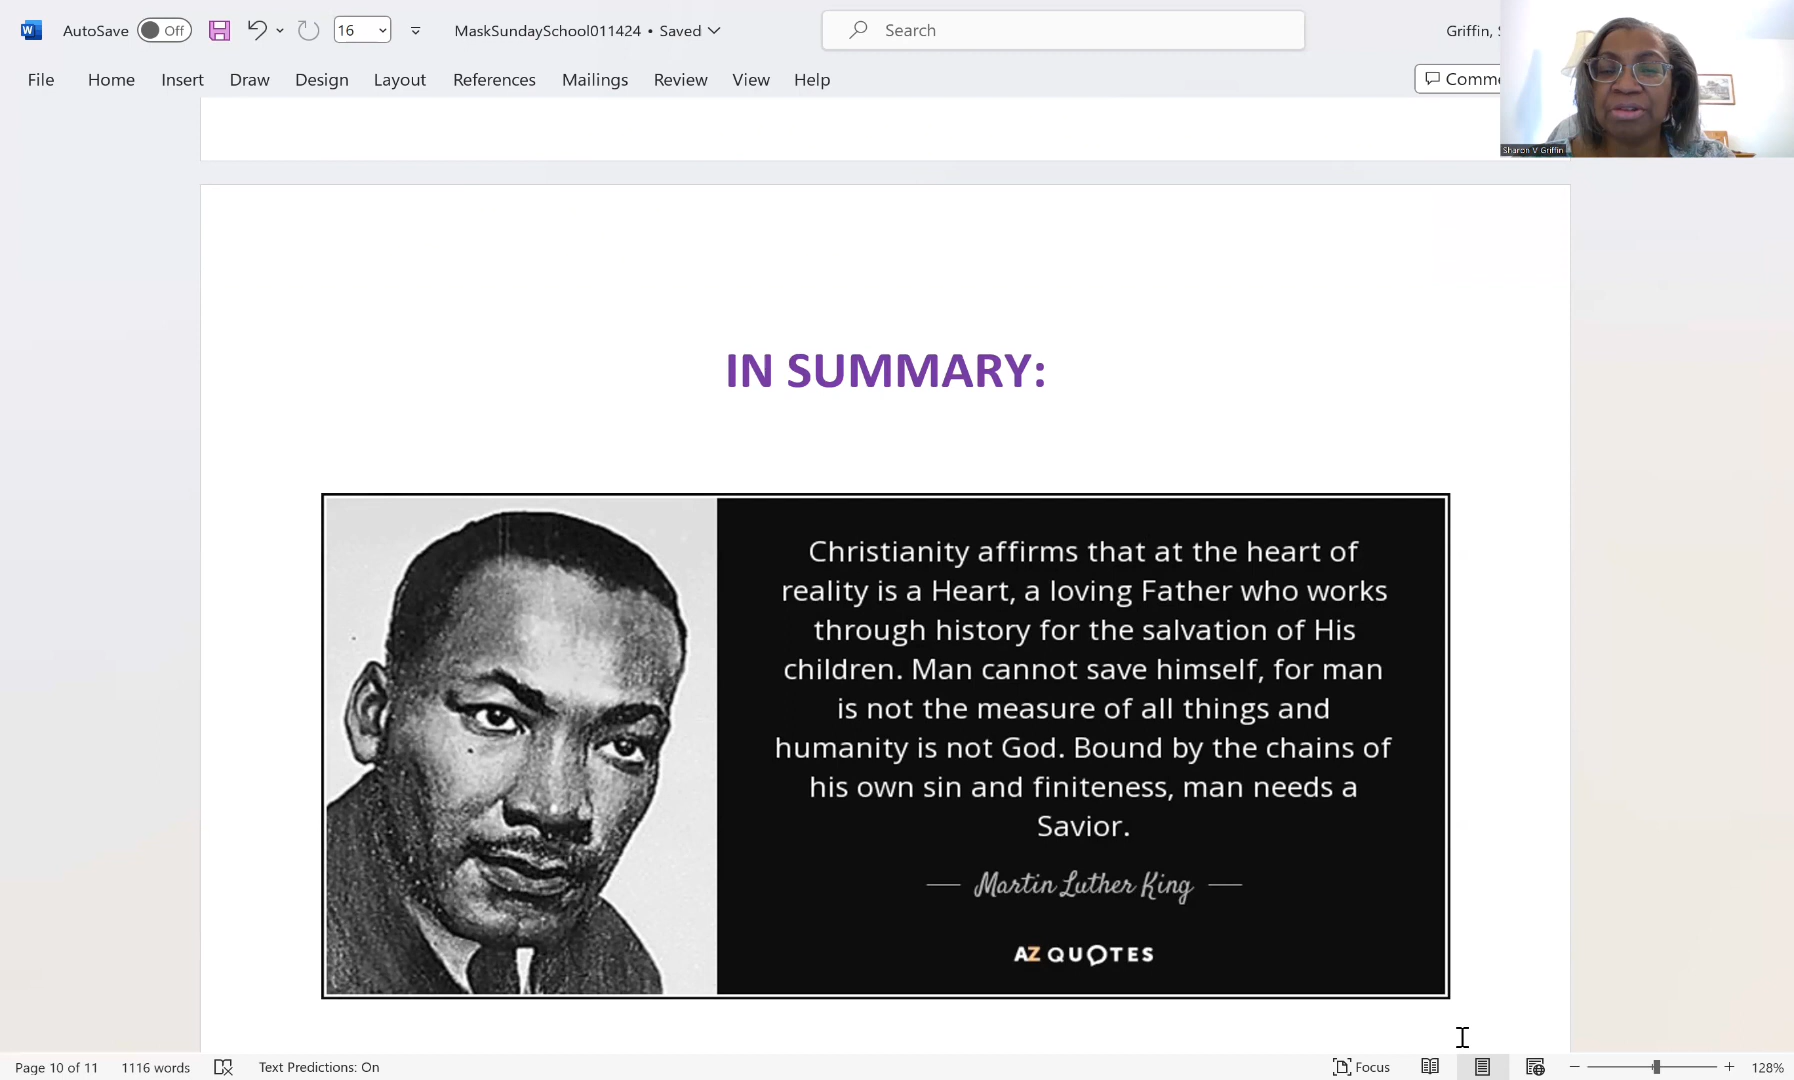 AutoSave Off 16 MaskSundaySchool011424 • Saved Search Griffin,
File Home Insert Draw Design Layout References Mailings Review View Help
Sharon V Griffin
IN SUMMARY:
Christianity affirms that at the heart of
reality is a Heart, a loving Father who works
through history for the salvation of His
children. Man cannot save himself, for man
is not the measure of all things and
humanity is not God. Bound by the chains of
his own sin and finiteness, man needs a
Savior.
Martin Luther King
AZ QUOTES
Page 10 of 11 1116 words Text Predictions: On Focus 128%